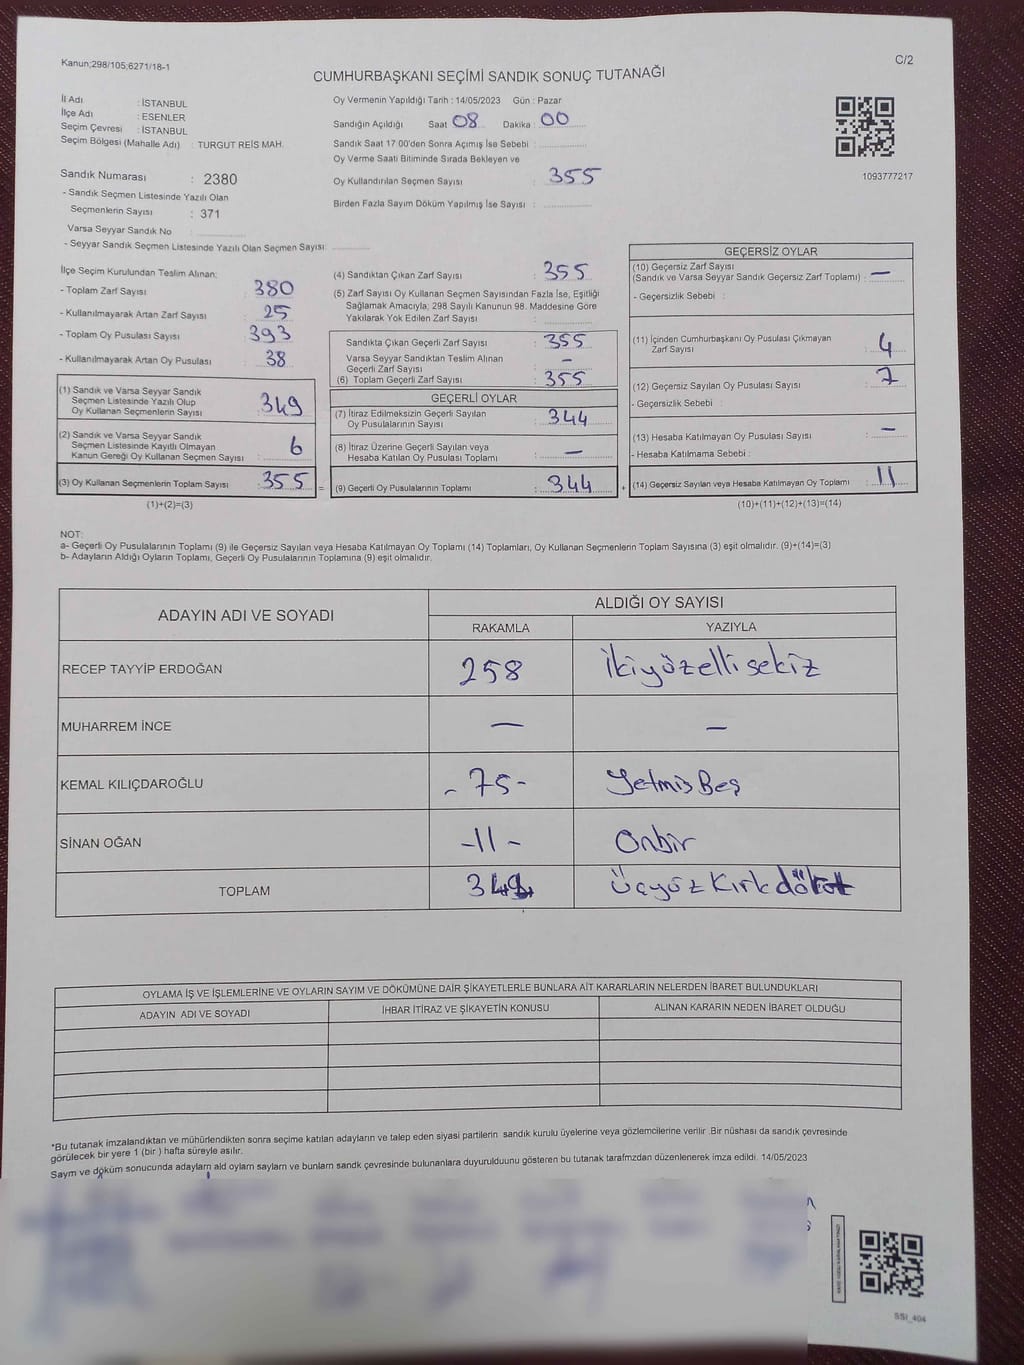 Kanun;298/105;6271/18-1
C/2
CUMHURBAŞKANI SEÇİMİ SANDIK SONUÇ TUTANAĞI
İl Adı : İSTANBUL
İlçe Adı : ESENLER
Seçim Çevresi : İSTANBUL
Seçim Bölgesi (Mahalle Adı) : TURGUT REİS MAH.
Sandık Numarası : 2380
- Sandık Seçmen Listesinde Yazılı Olan
Seçmenlerin Sayısı : 371
Varsa Seyyar Sandık No :
- Seyyar Sandık Seçmen Listesinde Yazılı Olan Seçmen Sayısı:
Oy Vermenin Yapıldığı Tarih : 14/05/2023 Gün : Pazar
Sandığın Açıldığı Saat 08 Dakika : 00
Sandık Saat 17:00'den Sonra Açımış İse Sebebi :
Oy Verme Saati Bitiminde Sırada Bekleyen ve
Oy Kullandırılan Seçmen Sayısı : 355
Birden Fazla Sayım Döküm Yapılmış İse Sayısı :
1093777217
İlçe Seçim Kurulundan Teslim Alınan;
- Toplam Zarf Sayısı : 380
- Kullanılmayarak Artan Zarf Sayısı : 25
- Toplam Oy Pusulası Sayısı : 393
- Kullanılmayarak Artan Oy Pusulası : 38
(1) Sandık ve Varsa Seyyar Sandık
Seçmen Listesinde Yazılı Olup
Oy Kullanan Seçmenlerin Sayısı : 349
(2) Sandık ve Varsa Seyyar Sandık
Seçmen Listesinde Kayıtlı Olmayan
Kanun Gereği Oy Kullanan Seçmen Sayısı : 6
(3) Oy Kullanan Seçmenlerin Toplam Sayısı : 355
(1)+(2)=(3)
(4) Sandıktan Çıkan Zarf Sayısı : 355
(5) Zarf Sayısı Oy Kullanan Seçmen Sayısından Fazla İse, Eşitliği
Sağlamak Amacıyla; 298 Sayılı Kanunun 98. Maddesine Göre
Yakılarak Yok Edilen Zarf Sayısı :
Sandıkta Çıkan Geçerli Zarf Sayısı : 355
Varsa Seyyar Sandıktan Teslim Alınan
Geçerli Zarf Sayısı : —
(6) Toplam Geçerli Zarf Sayısı : 355
GEÇERLİ OYLAR
(7) İtiraz Edilmeksizin Geçerli Sayılan
Oy Pusulalarının Sayısı : 344
(8) İtiraz Üzerine Geçerli Sayılan veya
Hesaba Katılan Oy Pusulası Toplamı : —
= (9) Geçerli Oy Pusulalarının Toplamı : 344
GEÇERSİZ OYLAR
(10) Geçersiz Zarf Sayısı
(Sandık ve Varsa Seyyar Sandık Geçersiz Zarf Toplamı) : —
- Geçersizlik Sebebi :
(11) İçinden Cumhurbaşkanı Oy Pusulası Çıkmayan
Zarf Sayısı : 4
(12) Geçersiz Sayılan Oy Pusulası Sayısı : 7
- Geçersizlik Sebebi :
(13) Hesaba Katılmayan Oy Pusulası Sayısı : —
- Hesaba Katılmama Sebebi :
+ (14) Geçersiz Sayılan veya Hesaba Katılmayan Oy Toplamı : 11
(10)+(11)+(12)+(13)=(14)
NOT:
a- Geçerli Oy Pusulalarının Toplamı (9) ile Geçersiz Sayılan veya Hesaba Katılmayan Oy Toplamı (14) Toplamları, Oy Kullanan Seçmenlerin Toplam Sayısına (3) eşit olmalıdır. (9)+(14)=(3)
b- Adayların Aldığı Oyların Toplamı, Geçerli Oy Pusulalarının Toplamına (9) eşit olmalıdır.
ADAYIN ADI VE SOYADI
ALDIĞI OY SAYISI
RAKAMLA YAZIYLA
RECEP TAYYİP ERDOĞAN 258 İkiyüzellisekiz
MUHARREM İNCE — —
KEMAL KILIÇDAROĞLU - 75 - YetmişBeş
SİNAN OĞAN - 11 - Onbir
TOPLAM 344 ÜçyüzKırkdört
OYLAMA İŞ VE İŞLEMLERİNE VE OYLARIN SAYIM VE DÖKÜMÜNE DAİR ŞİKAYETLERLE BUNLARA AİT KARARLARIN NELERDEN İBARET BULUNDUKLARI
ADAYIN ADI VE SOYADI İHBAR İTİRAZ VE ŞİKAYETİN KONUSU ALINAN KARARIN NEDEN İBARET OLDUĞU
*Bu tutanak imzalandıktan ve mühürlendikten sonra seçime katılan adayların ve talep eden siyasi partilerin sandık kurulu üyelerine veya gözlemcilerine verilir .Bir nüshası da sandık çevresinde
görülecek bir yere 1 (bir ) hafta süreyle asılır.
Sayım ve döküm sonucunda adayların ald oyların sayların ve bunların sandk çevresinde bulunanlara duyurulduunu gösteren bu tutanak tarafmzdan düzenlenerek imza edildi. 14/05/2023
SSI_404